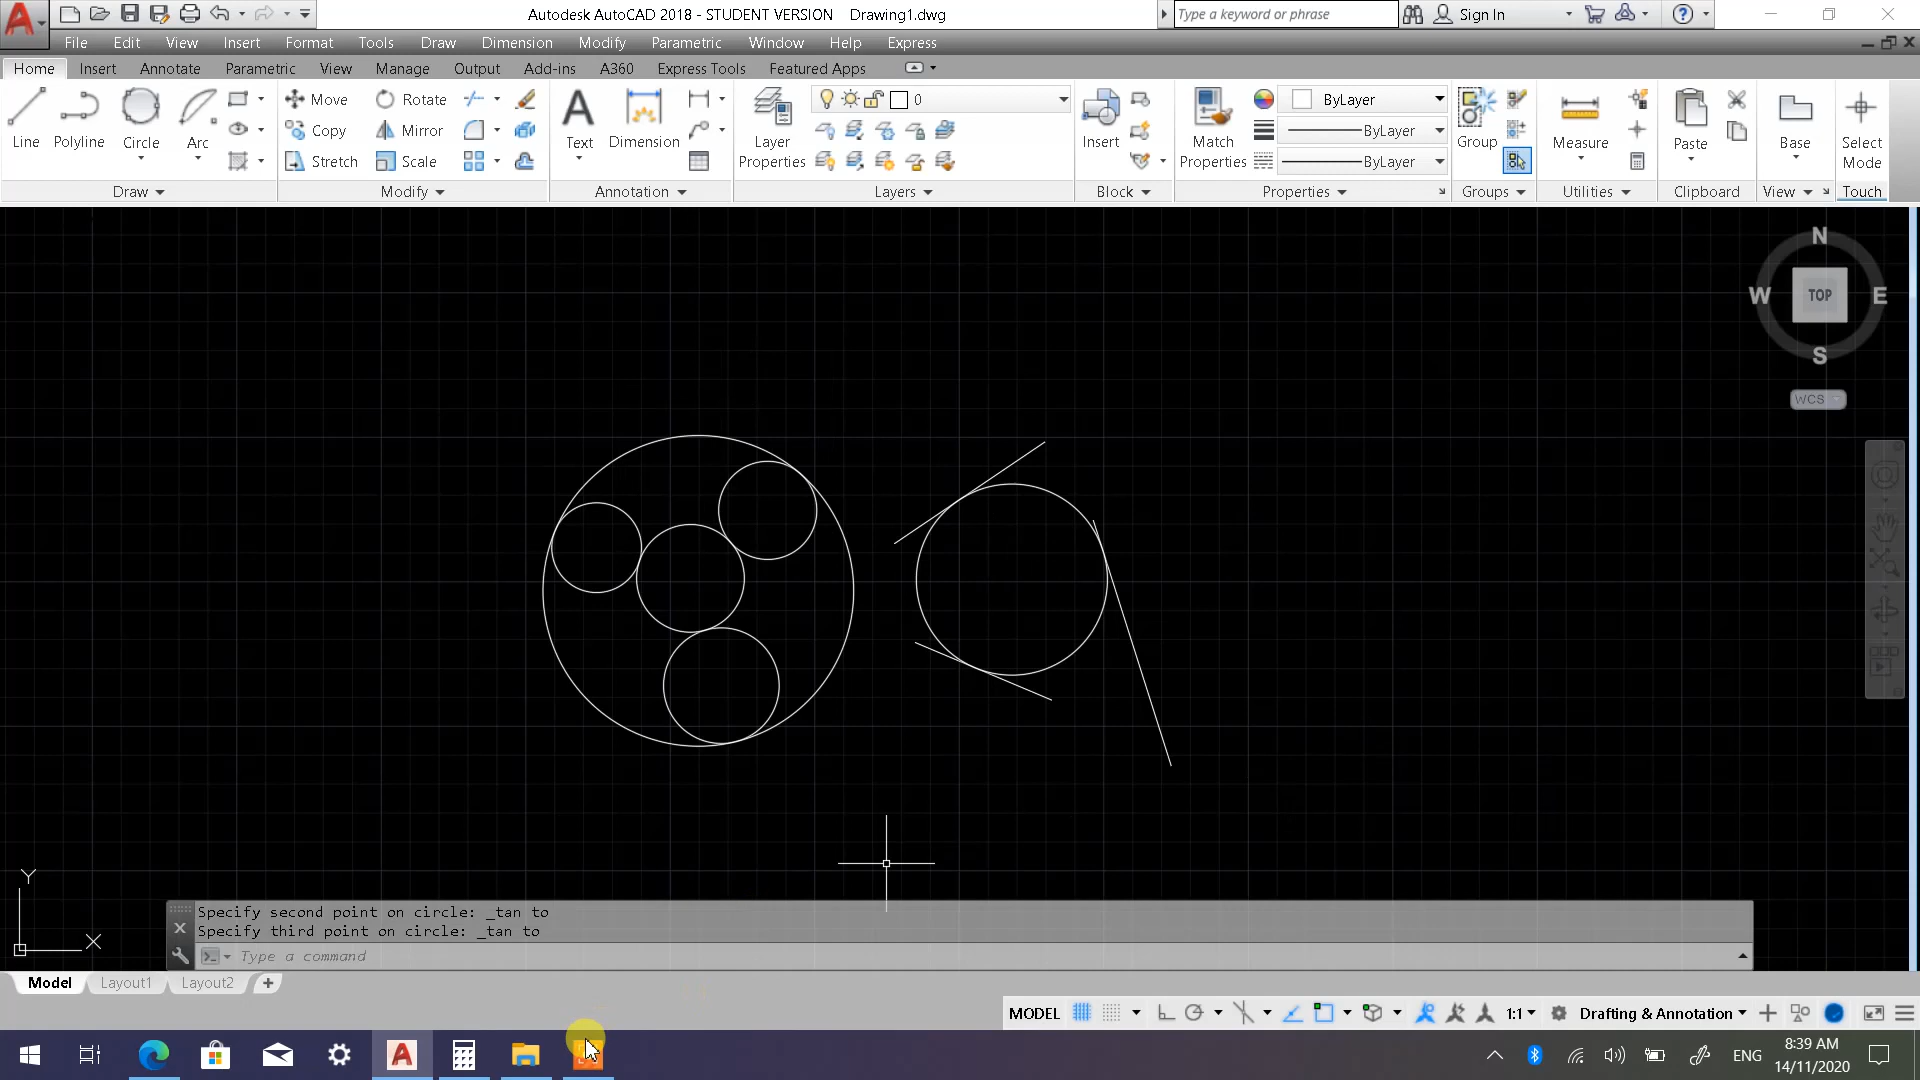 Autodesk AutoCAD 2018 - STUDENT VERSION Drawing1.dwg
Type a keyword or phrase
Sign In
File Edit View Insert Format Tools Draw Dimension Modify Parametric Window Help Express
Home Insert Annotate Parametric View Manage Output Add-ins A360 Express Tools Featured Apps
Line
Polyline
Circle
Arc
Move
Rotate
Copy
Mirror
Stretch
Scale
Text
Dimension
Layer
Properties
0
Insert
Match
Properties
ByLayer
ByLayer
ByLayer
Group
Measure
Paste
Base
Select
Mode
Draw
Modify
Annotation
Layers
Block
Properties
Groups
Utilities
Clipboard
View
Touch
N
W
TOP
E
S
WCS
Y
X
Specify second point on circle: _tan to
Specify third point on circle: _tan to
Type a command
Model Layout1 Layout2
MODEL
1:1
Drafting & Annotation
ENG
8:39 AM
14/11/2020